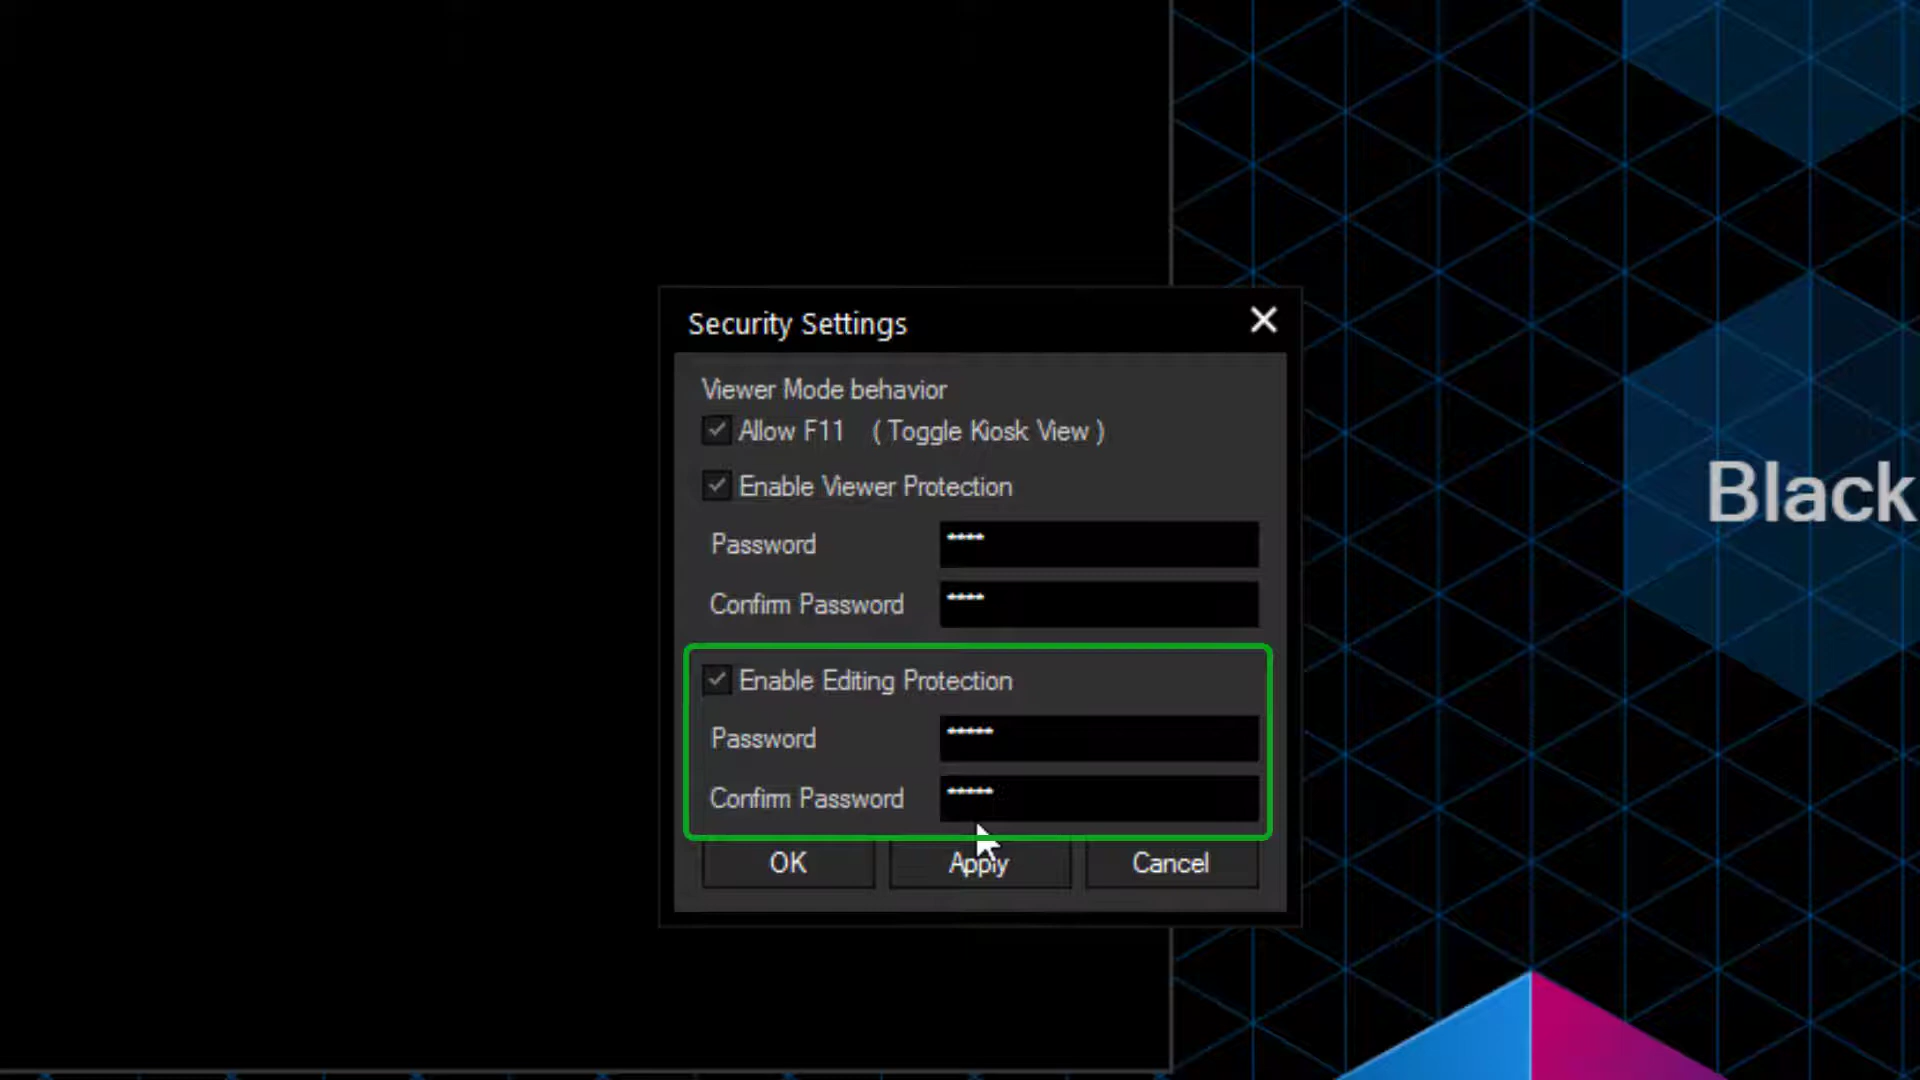 Security Settings
Viewer Mode behavior
Allow F11 ( Toggle Kiosk View )
Enable Viewer Protection
Password ****
Confirm Password ****
Enable Editing Protection
Password *****
Confirm Password *****
OK Apply Cancel
Black